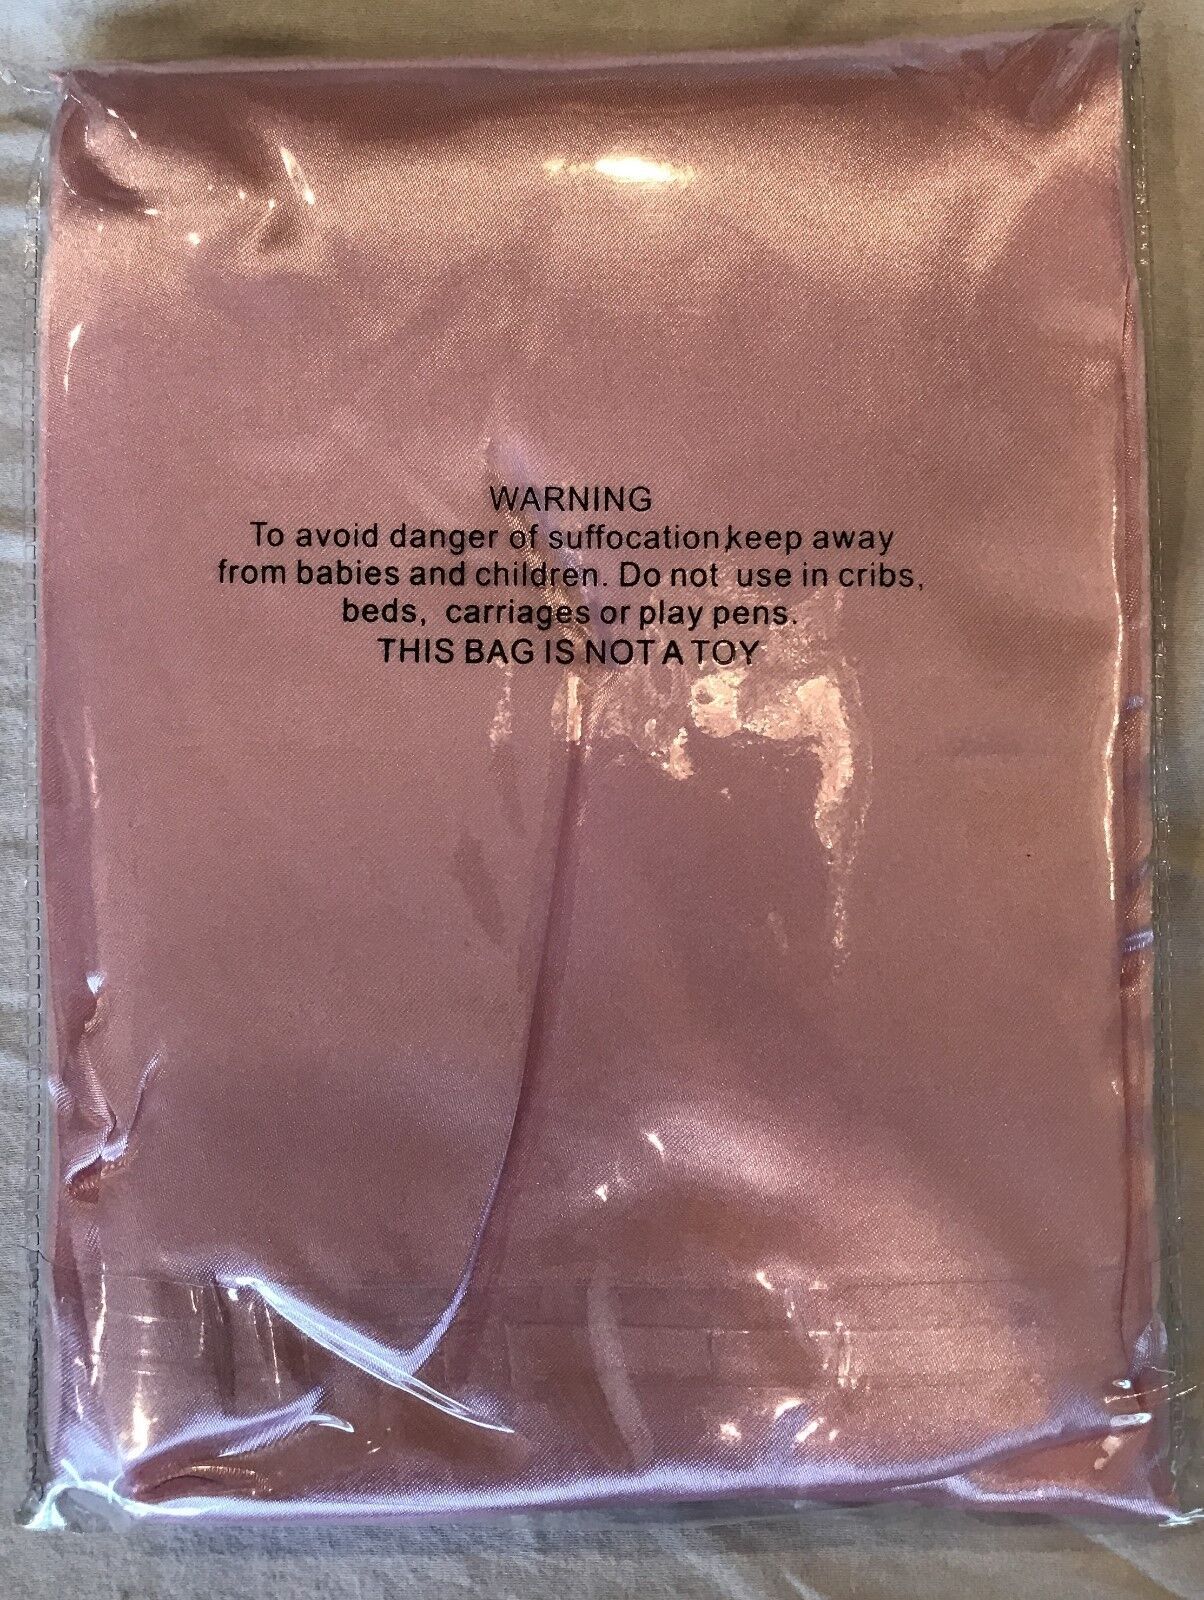 WARNING
To avoid danger of suffocation,keep away
from babies and children. Do not use in cribs,
beds, carriages or play pens.
THIS BAG IS NOT A TOY